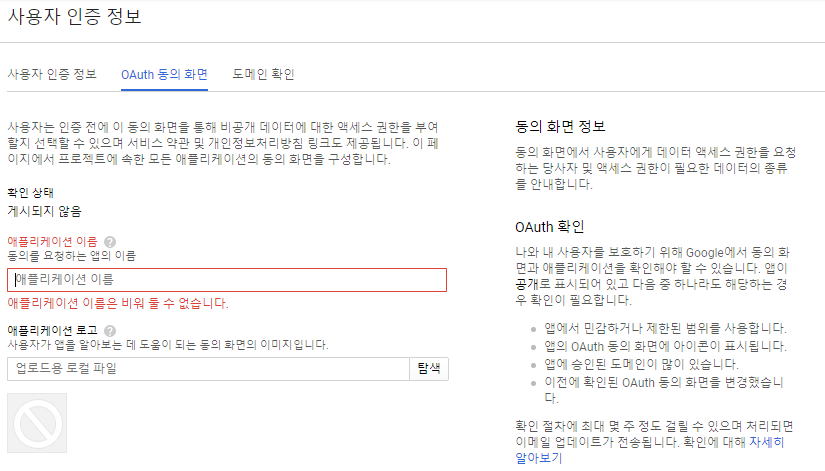 사용자 인증 정보
사용자 인증 정보
OAuth 동의 화면
도메인 확인
사용자는 인증 전에 이 동의 화면을 통해 비공개 데이터에 대한 액세스 권한을 부여
할지 선택할 수 있으며 서비스 약관 및 개인정보처리방침 링크도 제공됩니다. 이 페
이지에서 프로젝트에 속한 모든 애플리케이션의 동의 화면을 구성합니다.
확인 상태
게시되지 않음
애플리케이션 이름 ?
동의를 요청하는 앱의 이름
애플리케이션 이름
애플리케이션 이름은 비워 둘 수 없습니다.
애플리케이션 로고 ?
사용자가 앱을 알아보는 데 도움이 되는 동의 화면의 이미지입니다.
업로드용 로컬 파일
탐색
동의 화면 정보
동의 화면에서 사용자에게 데이터 액세스 권한을 요청
하는 당사자 및 액세스 권한이 필요한 데이터의 종류
를 안내합니다.
OAuth 확인
나와 내 사용자를 보호하기 위해 Google에서 동의 화
면과 애플리케이션을 확인해야 할 수 있습니다. 앱이
공개로 표시되어 있고 다음 중 하나라도 해당하는 경
우 확인이 필요합니다.
앱에서 민감하거나 제한된 범위를 사용합니다.
앱의 OAuth 동의 화면에 아이콘이 표시됩니다.
앱에 승인된 도메인이 많이 있습니다.
이전에 확인된 OAuth 동의 화면을 변경했습니
다.
확인 절차에 최대 몇 주 정도 걸릴 수 있으며 처리되면
이메일 업데이트가 전송됩니다. 확인에 대해 자세히
알아보기